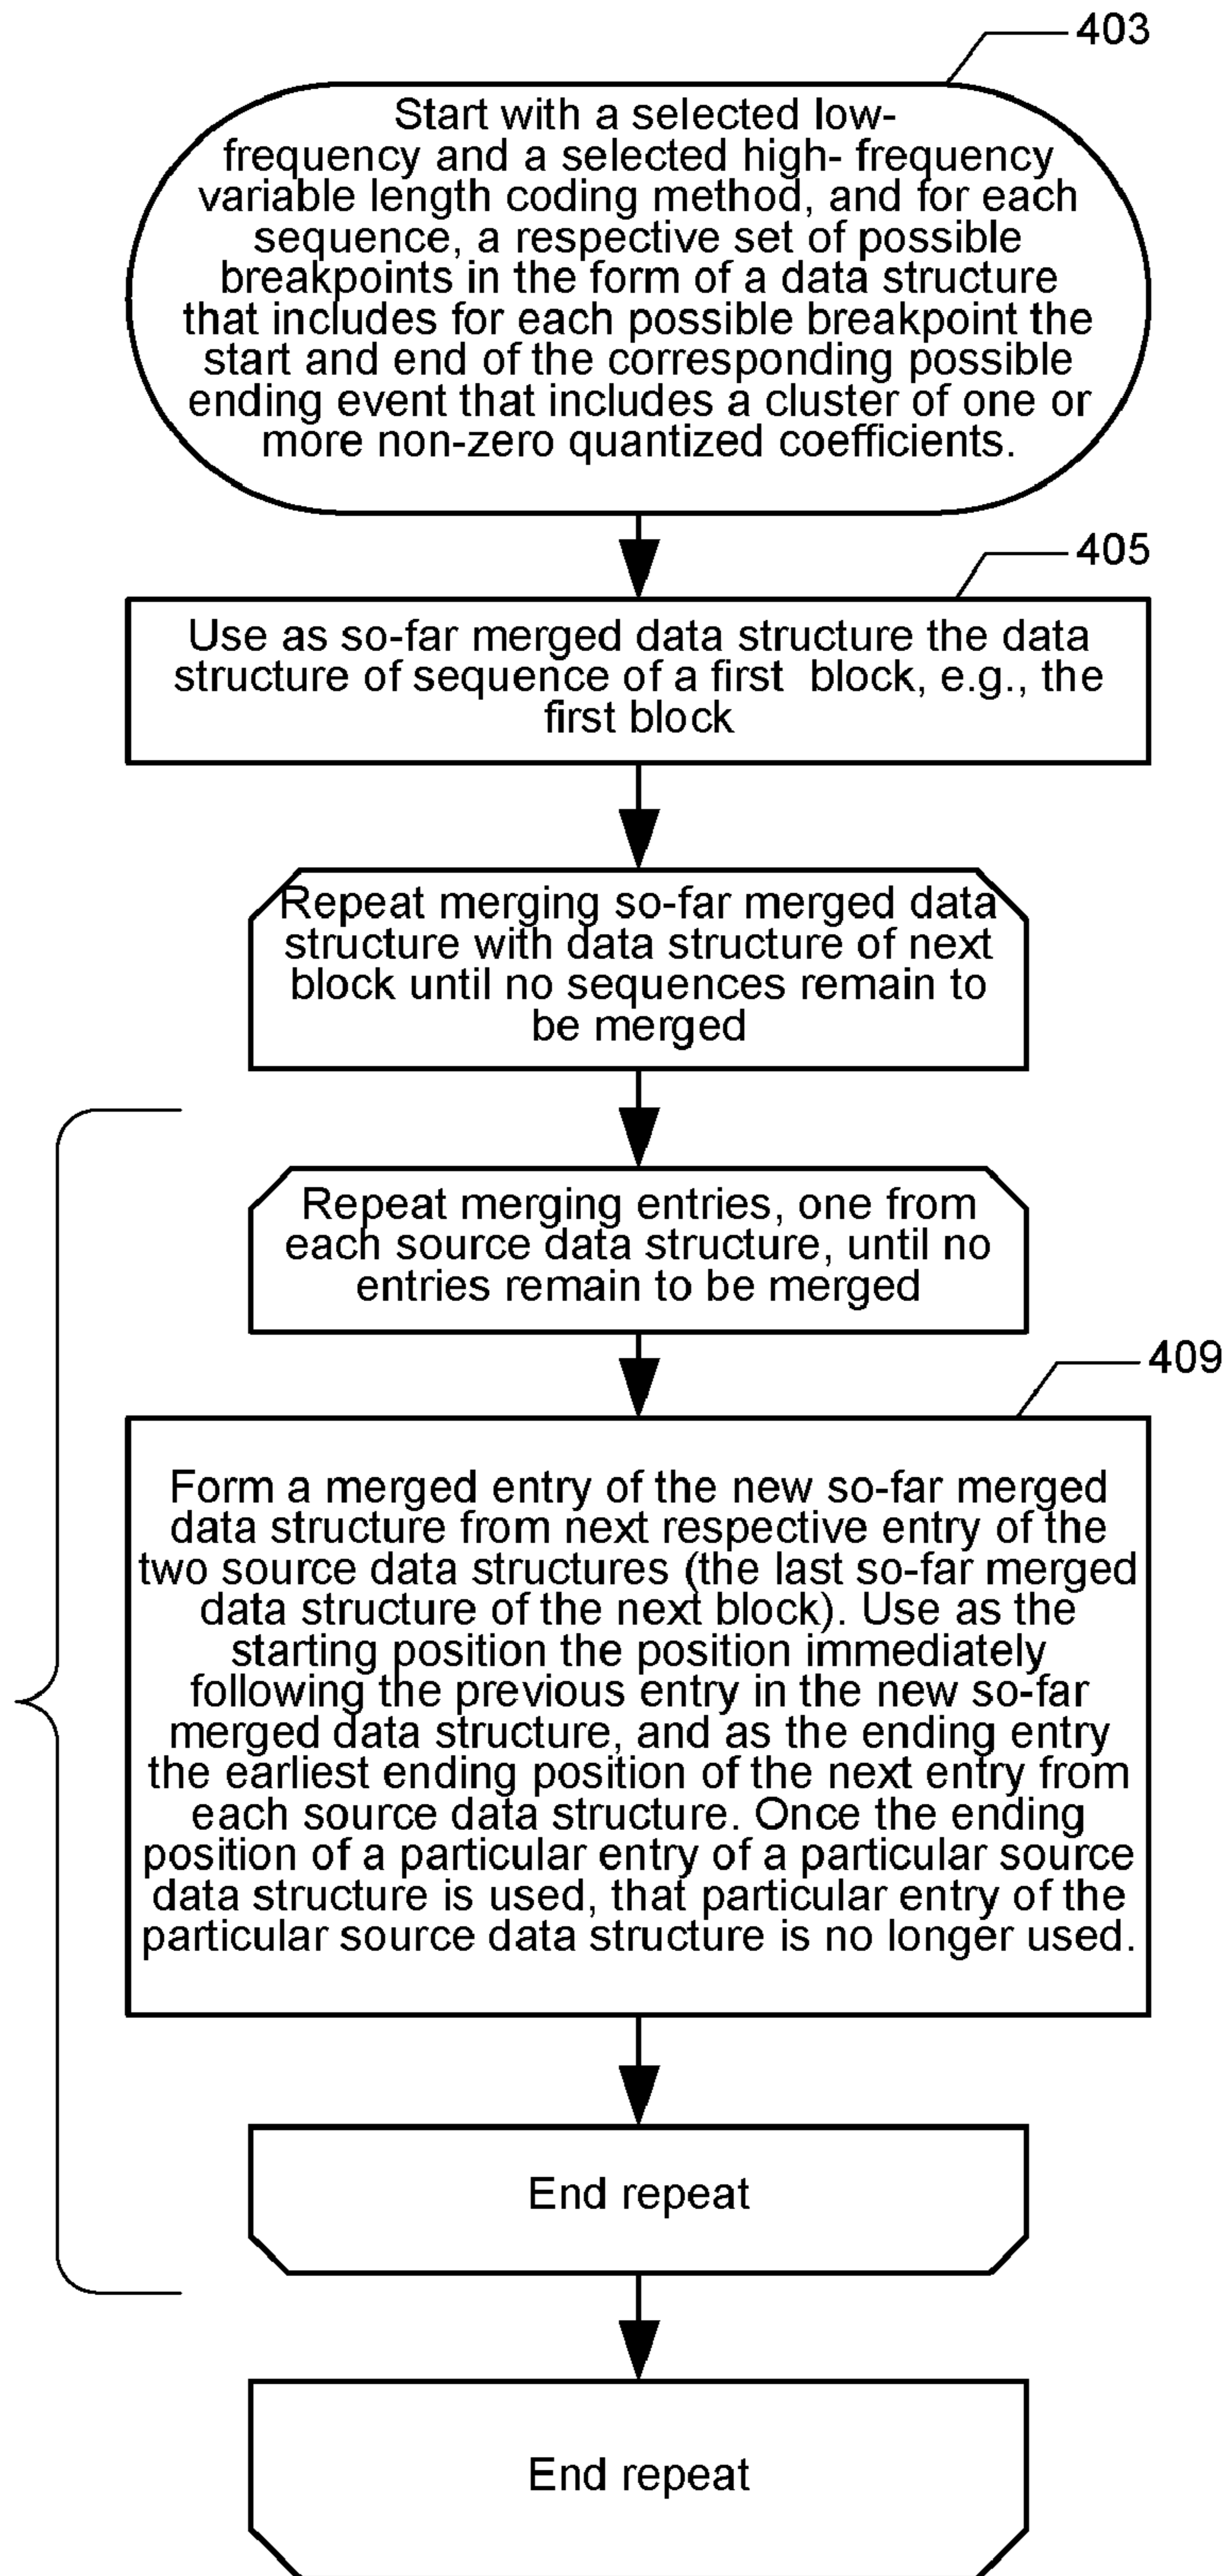 403
Start with a selected low-
frequency and a selected high- frequency
variable length coding method, and for each
sequence, a respective set of possible
breakpoints in the form of a data structure
that includes for each possible breakpoint the
start and end of the corresponding possible
ending event that includes a cluster of one or
more non-zero quantized coefficients.
405
Use as so-far merged data structure the data
structure of sequence of a first block, e.g., the
first block
Repeat merging so-far merged data
structure with data structure of next
block until no sequences remain to
be merged
Repeat merging entries, one from
each source data structure, until no
entries remain to be merged
409
Form a merged entry of the new so-far merged
data structure from next respective entry of the
two source data structures (the last so-far merged
data structure of the next block). Use as the
starting position the position immediately
following the previous entry in the new so-far
merged data structure, and as the ending entry
the earliest ending position of the next entry from
each source data structure. Once the ending
position of a particular entry of a particular source
data structure is used, that particular entry of the
particular source data structure is no longer used.
End repeat
End repeat